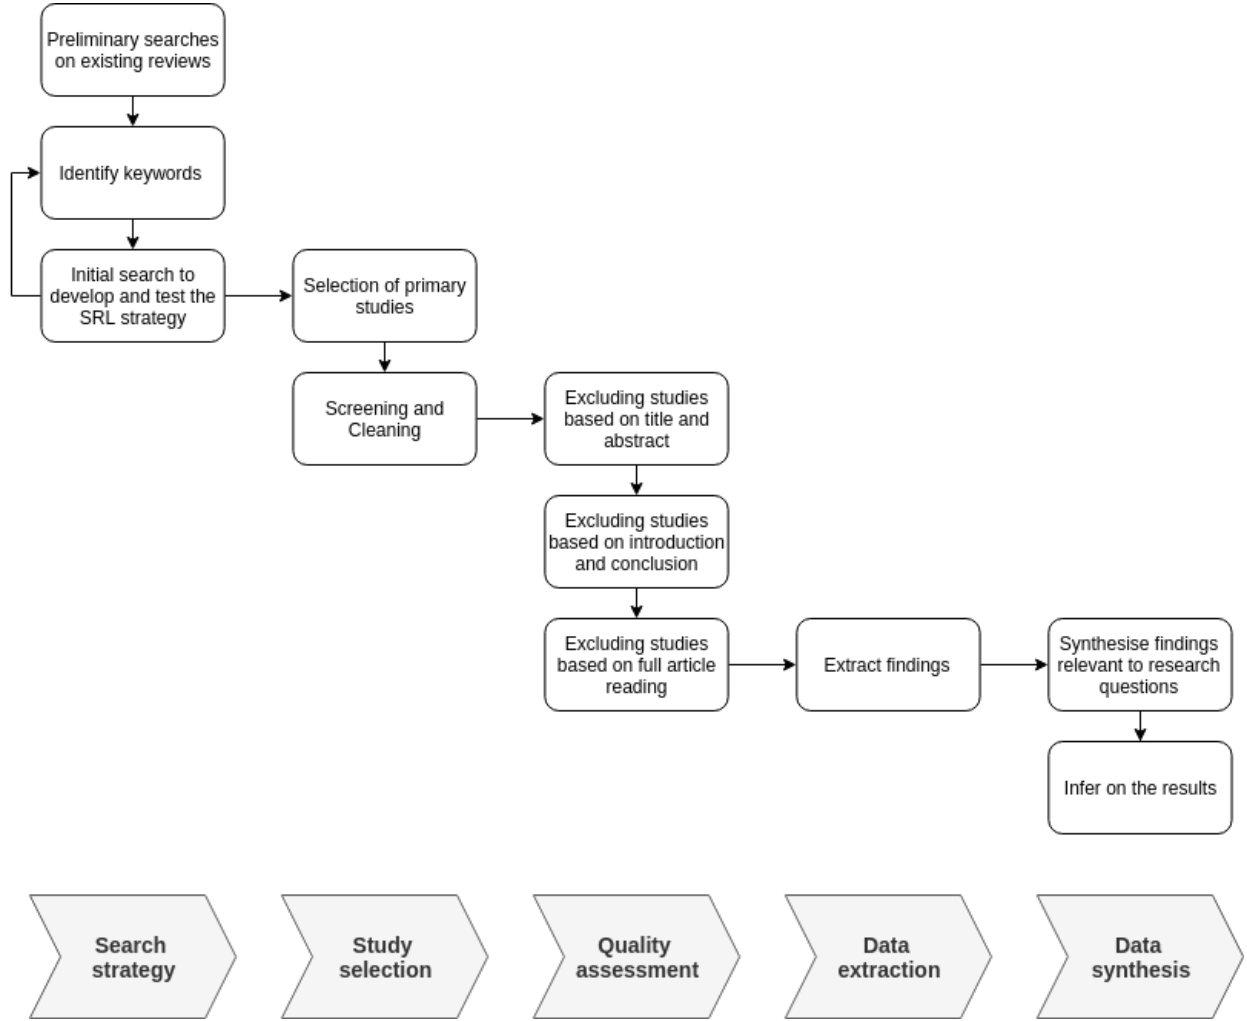 Preliminary searches
on existing reviews
Identify keywords
Initial search to
develop and test the
SRL strategy
Selection of primary
studies
Screening and
Cleaning
Excluding studies
based on title and
abstract
Excluding studies
based on introduction
and conclusion
Excluding studies
based on full article
reading
Extract findings
Synthesise findings
relevant to research
questions
Infer on the results
Search
strategy
Study
selection
Quality
assessment
Data
extraction
Data
synthesis